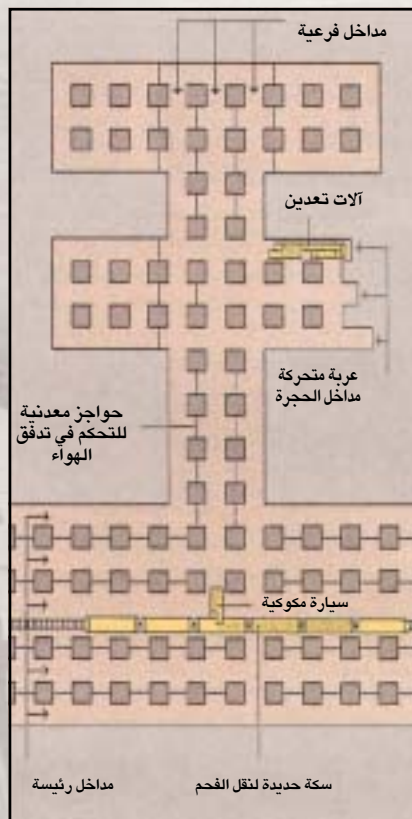 مداخل فرعية
آلات تعدين
عربة متحركة
مداخل الحجرة
حواجز معدنية
للتحكم في تدفق
الهواء
سيارة مكوكية
مداخل رئيسة
سكة حديدة لنقل الفحم